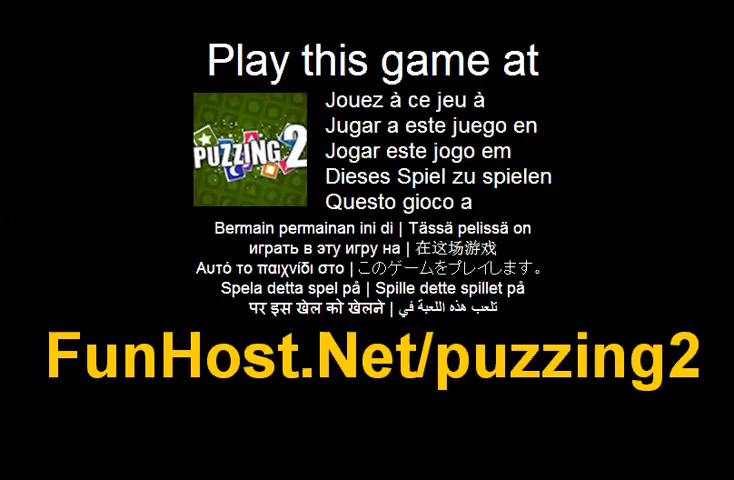 Play this game at
PUZZING 2
Jouez à ce jeu à
Jugar a este juego en
Jogar este jogo em
Dieses Spiel zu spielen
Questo gioco a
Bermain permainan ini di | Tässä pelissä on
играть в эту игру на | 在这场游戏
Αυτό το παιχνίδι στο | このゲームをプレイします。
Spela detta spel på | Spille dette spillet på
पर इस खेल को खेलने | تلعب هذه اللعبة في
FunHost.Net/puzzing2